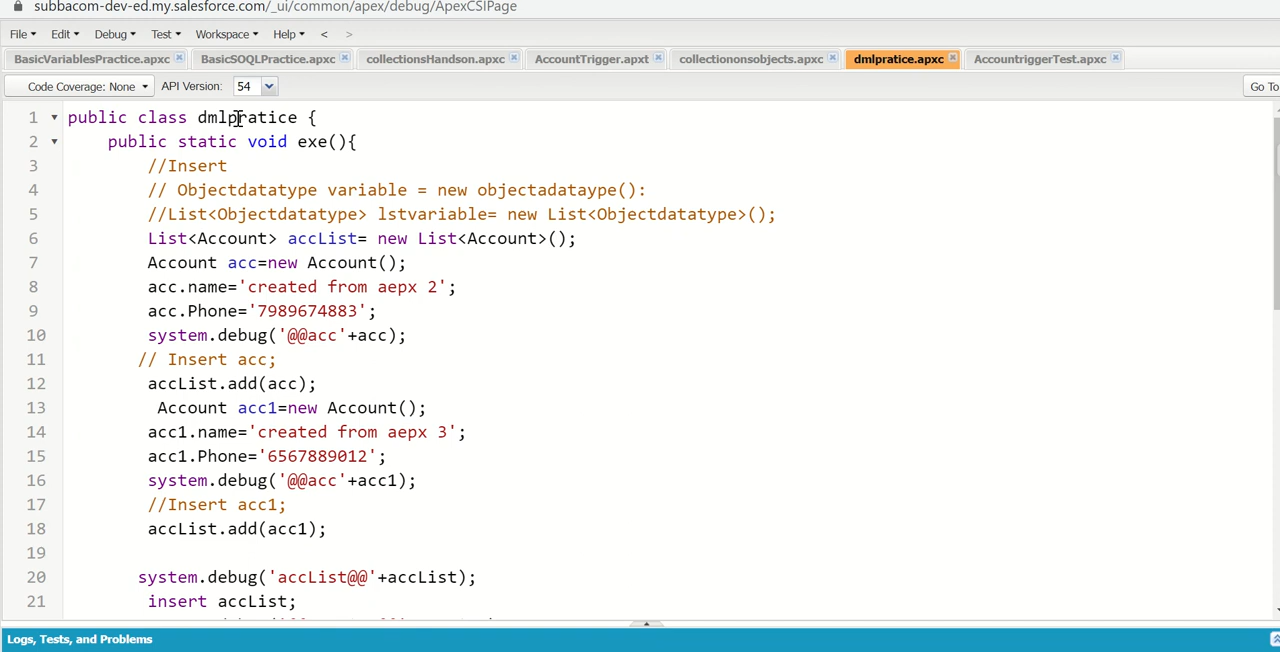 subbacom-dev-ed.my.salesforce.com/_ui/common/apex/debug/ApexCSIPage
File Edit Debug Test Workspace Help < >
BasicVariablesPractice.apxc BasicSOQLPractice.apxc collectionsHandson.apxc AccountTrigger.apxt collectiononsobjects.apxc dmlpratice.apxc AccountriggerTest.apxc
Code Coverage: None API Version: 54 Go To
1 public class dmlpratice {
2 public static void exe(){
3 //Insert
4 // Objectdatatype variable = new objectadataype():
5 //List<Objectdatatype> lstvariable= new List<Objectdatatype>();
6 List<Account> accList= new List<Account>();
7 Account acc=new Account();
8 acc.name='created from aepx 2';
9 acc.Phone='7989674883';
10 system.debug('@@acc'+acc);
11 // Insert acc;
12 accList.add(acc);
13 Account acc1=new Account();
14 acc1.name='created from aepx 3';
15 acc1.Phone='6567889012';
16 system.debug('@@acc'+acc1);
17 //Insert acc1;
18 accList.add(acc1);
19
20 system.debug('accList@@'+accList);
21 insert accList;
Logs, Tests, and Problems